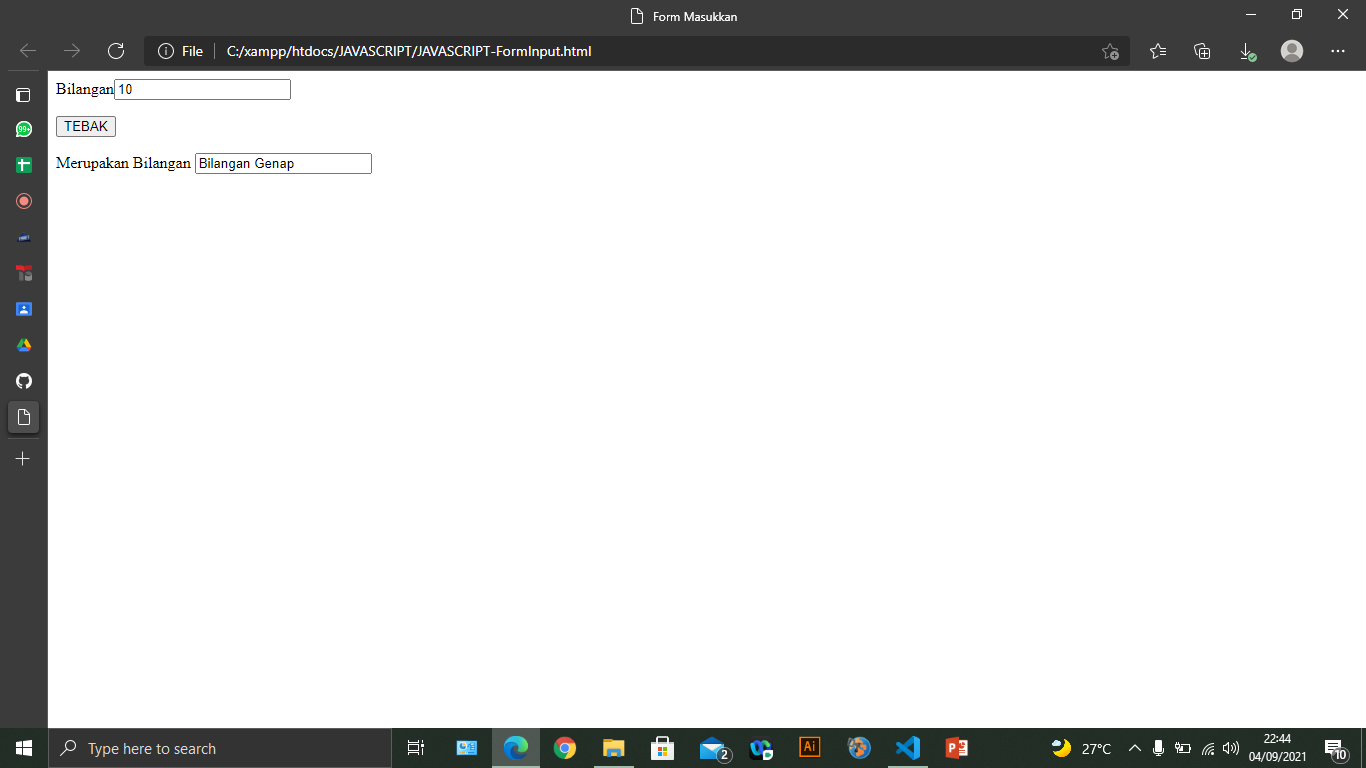 Form Masukkan
File
C:/xampp/htdocs/JAVASCRIPT/JAVASCRIPT-FormInput.html
99+
Bilangan 10
TEBAK
Merupakan Bilangan Bilangan Genap
Type here to search
2
Ai
27°C
22:44
04/09/2021
10